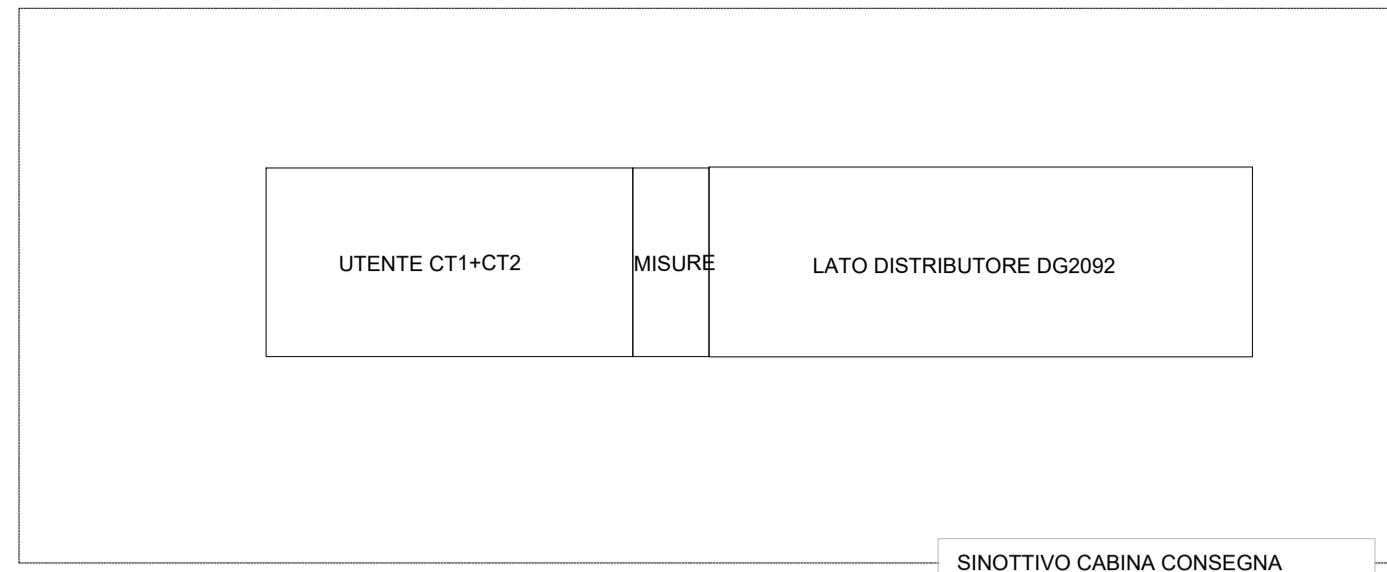 UTENTE CT1+CT2
MISURE
LATO DISTRIBUTORE DG2092
SINOTTIVO CABINA CONSEGNA